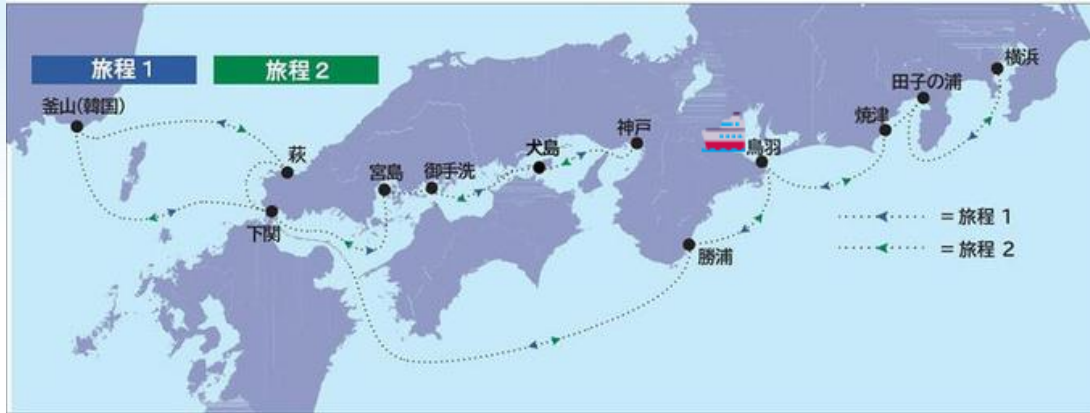 旅程1
旅程2
釜山(韓国)
萩
下関
宮島
御手洗
犬島
神戸
鳥羽
勝浦
焼津
田子の浦
横浜
= 旅程 1
= 旅程 2